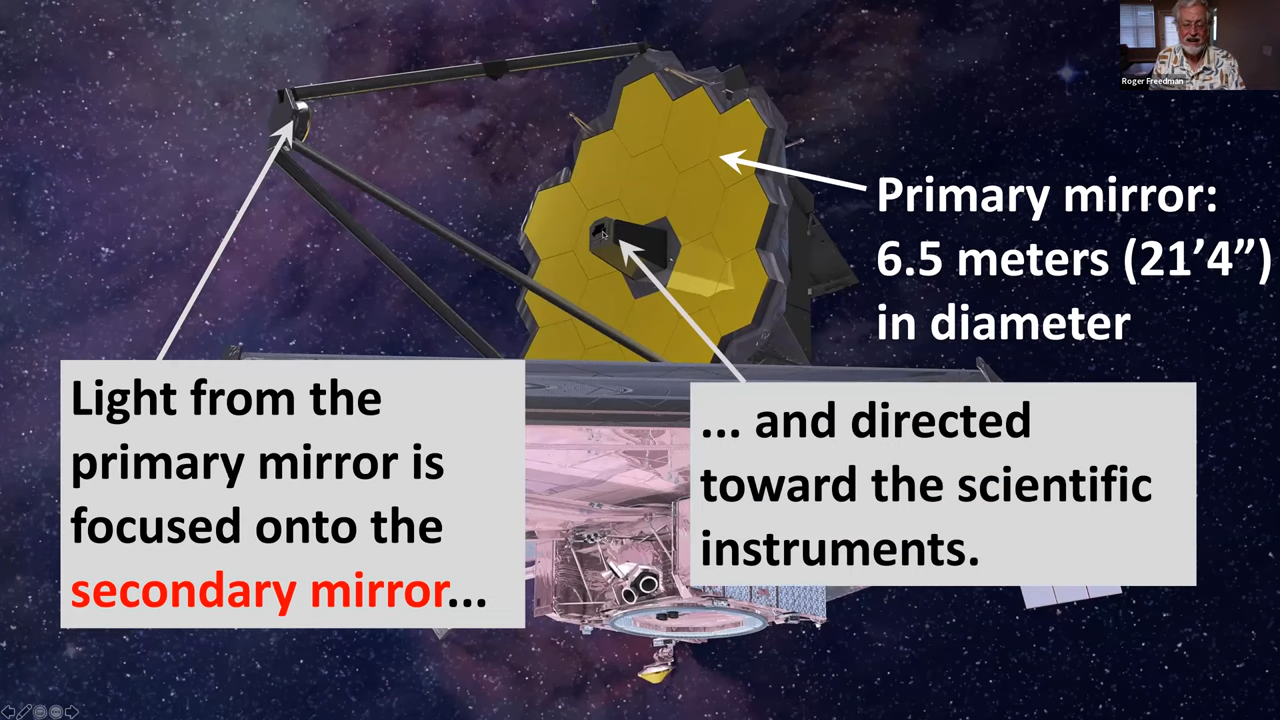 Roger Freedman
Primary mirror:
6.5 meters (21’4”)
in diameter
Light from the
primary mirror is
focused onto the
secondary mirror...
... and directed
toward the scientific
instruments.